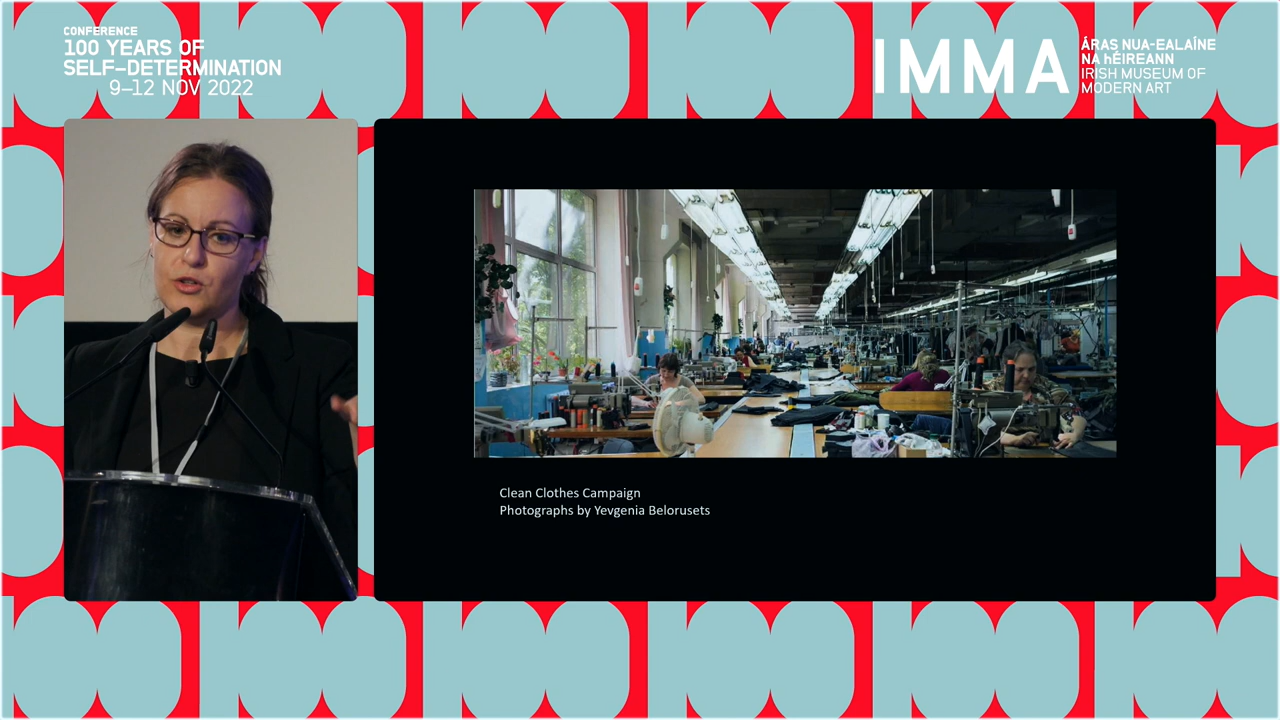 CONFERENCE
100 YEARS OF
SELF–DETERMINATION
9–12 NOV 2022
IMMA
ÁRAS NUA-EALAÍNE
NA hÉIREANN
IRISH MUSEUM OF
MODERN ART
Clean Clothes Campaign
Photographs by Yevgenia Belorusets